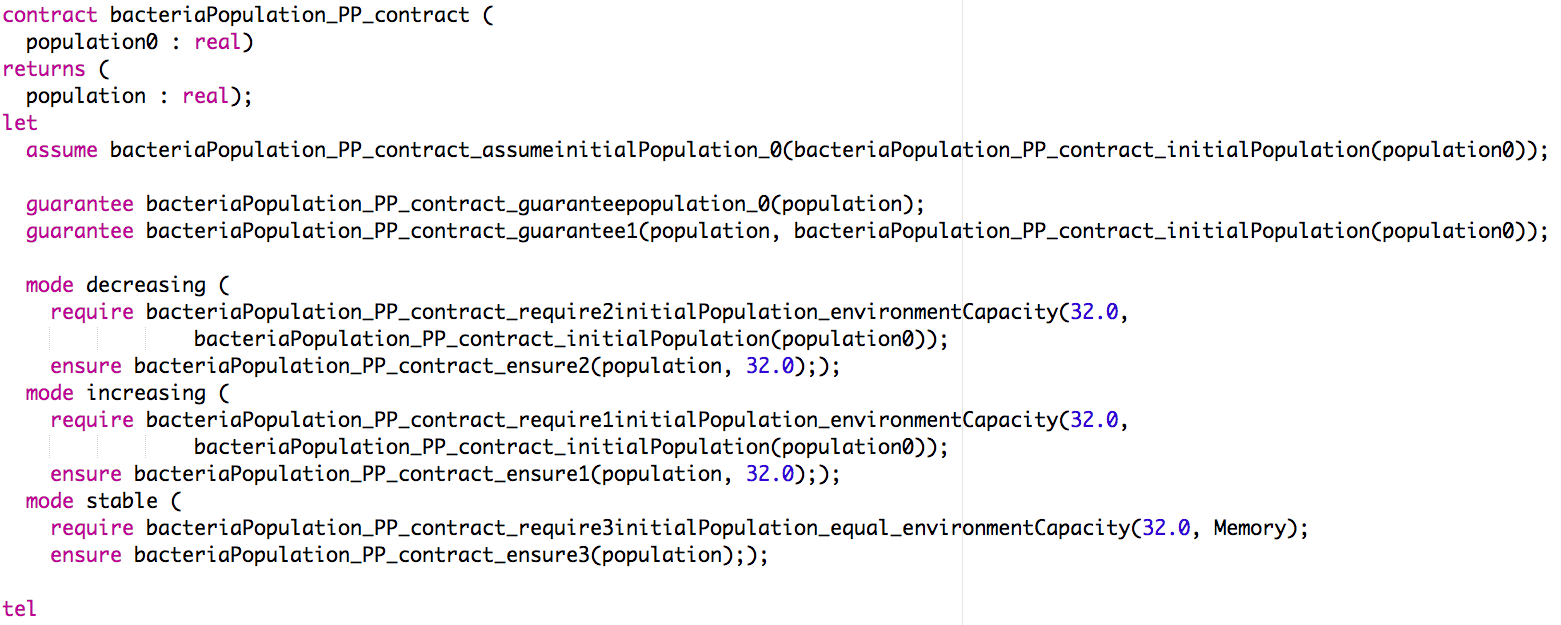 contract bacteriaPopulation_PP_contract (
  population0 : real)
returns (
  population : real);
let
  assume bacteriaPopulation_PP_contract_assumeinitialPopulation_0(bacteriaPopulation_PP_contract_initialPopulation(population0));

  guarantee bacteriaPopulation_PP_contract_guaranteepopulation_0(population);
  guarantee bacteriaPopulation_PP_contract_guarantee1(population, bacteriaPopulation_PP_contract_initialPopulation(population0));

  mode decreasing (
    require bacteriaPopulation_PP_contract_require2initialPopulation_environmentCapacity(32.0,
                bacteriaPopulation_PP_contract_initialPopulation(population0));
    ensure bacteriaPopulation_PP_contract_ensure2(population, 32.0););
  mode increasing (
    require bacteriaPopulation_PP_contract_require1initialPopulation_environmentCapacity(32.0,
                bacteriaPopulation_PP_contract_initialPopulation(population0));
    ensure bacteriaPopulation_PP_contract_ensure1(population, 32.0););
  mode stable (
    require bacteriaPopulation_PP_contract_require3initialPopulation_equal_environmentCapacity(32.0, Memory);
    ensure bacteriaPopulation_PP_contract_ensure3(population););

tel